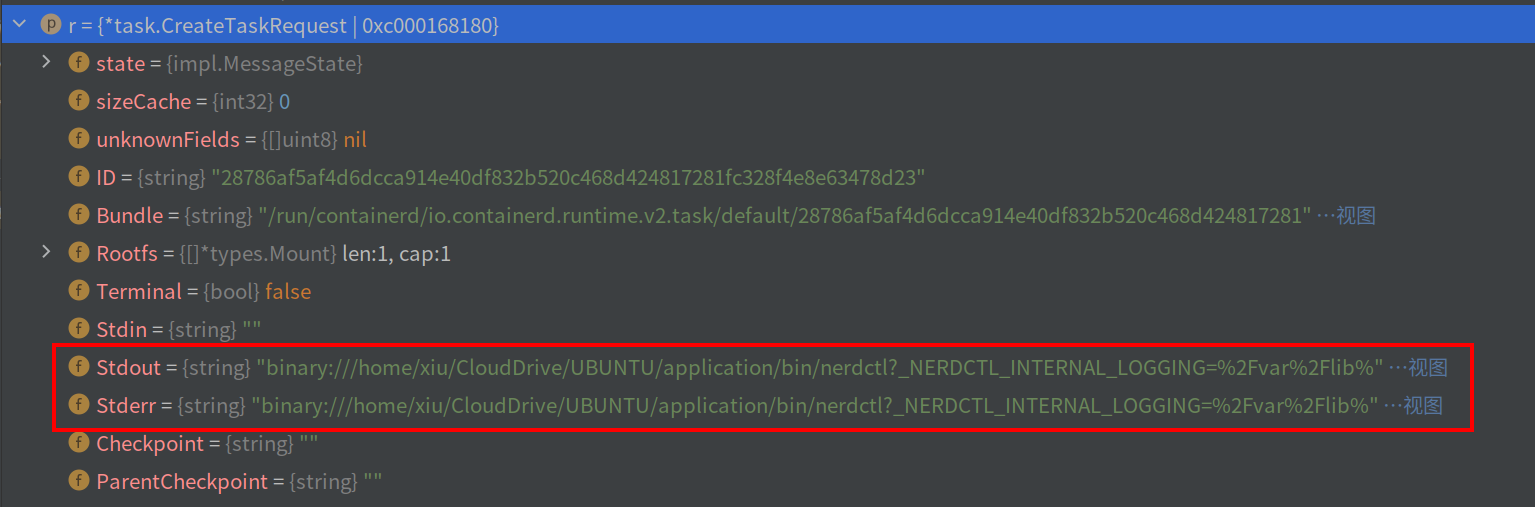 p r = {*task.CreateTaskRequest | 0xc000168180}
f state = {impl.MessageState}
f sizeCache = {int32} 0
f unknownFields = {[]uint8} nil
f ID = {string} "28786af5af4d6dcca914e40df832b520c468d424817281fc328f4e8e63478d23"
f Bundle = {string} "/run/containerd/io.containerd.runtime.v2.task/default/28786af5af4d6dcca914e40df832b520c468d424817281" ⋯视图
f Rootfs = {[]*types.Mount} len:1, cap:1
f Terminal = {bool} false
f Stdin = {string} ""
f Stdout = {string} "binary:///home/xiu/CloudDrive/UBUNTU/application/bin/nerdctl?_NERDCTL_INTERNAL_LOGGING=%2Fvar%2Flib%" ⋯视图
f Stderr = {string} "binary:///home/xiu/CloudDrive/UBUNTU/application/bin/nerdctl?_NERDCTL_INTERNAL_LOGGING=%2Fvar%2Flib%" ⋯视图
f Checkpoint = {string} ""
f ParentCheckpoint = {string} ""